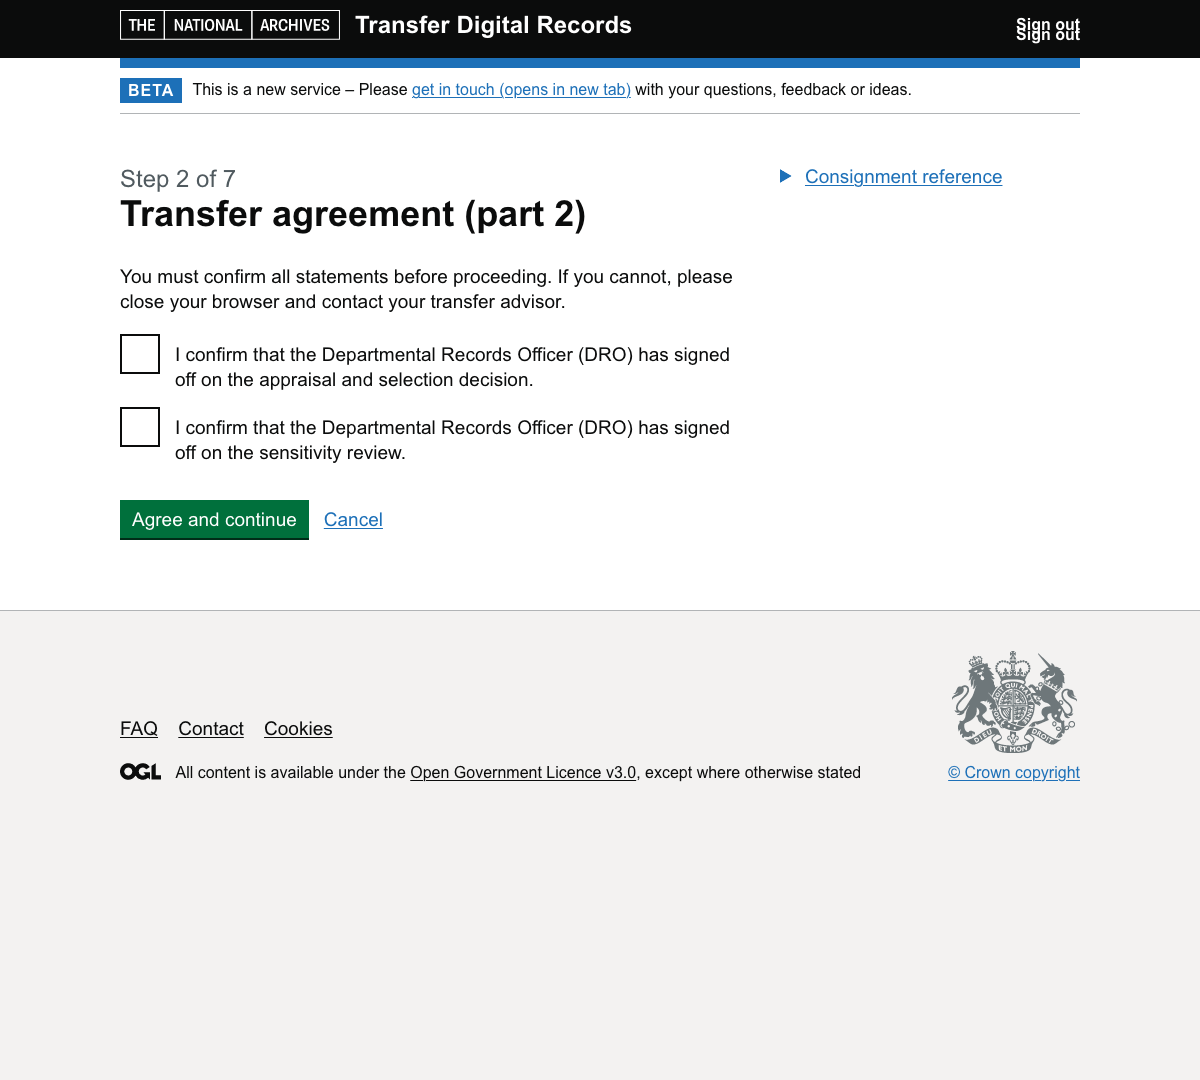 THE NATIONAL ARCHIVES Transfer Digital Records
Sign out
Sign out
BETA This is a new service – Please get in touch (opens in new tab) with your questions, feedback or ideas.
Step 2 of 7
Transfer agreement (part 2)
Consignment reference
You must confirm all statements before proceeding. If you cannot, please
close your browser and contact your transfer advisor.
I confirm that the Departmental Records Officer (DRO) has signed
off on the appraisal and selection decision.
I confirm that the Departmental Records Officer (DRO) has signed
off on the sensitivity review.
Agree and continue Cancel
DIEU ET MON DROIT
FAQ Contact Cookies
OGL All content is available under the Open Government Licence v3.0, except where otherwise stated
© Crown copyright